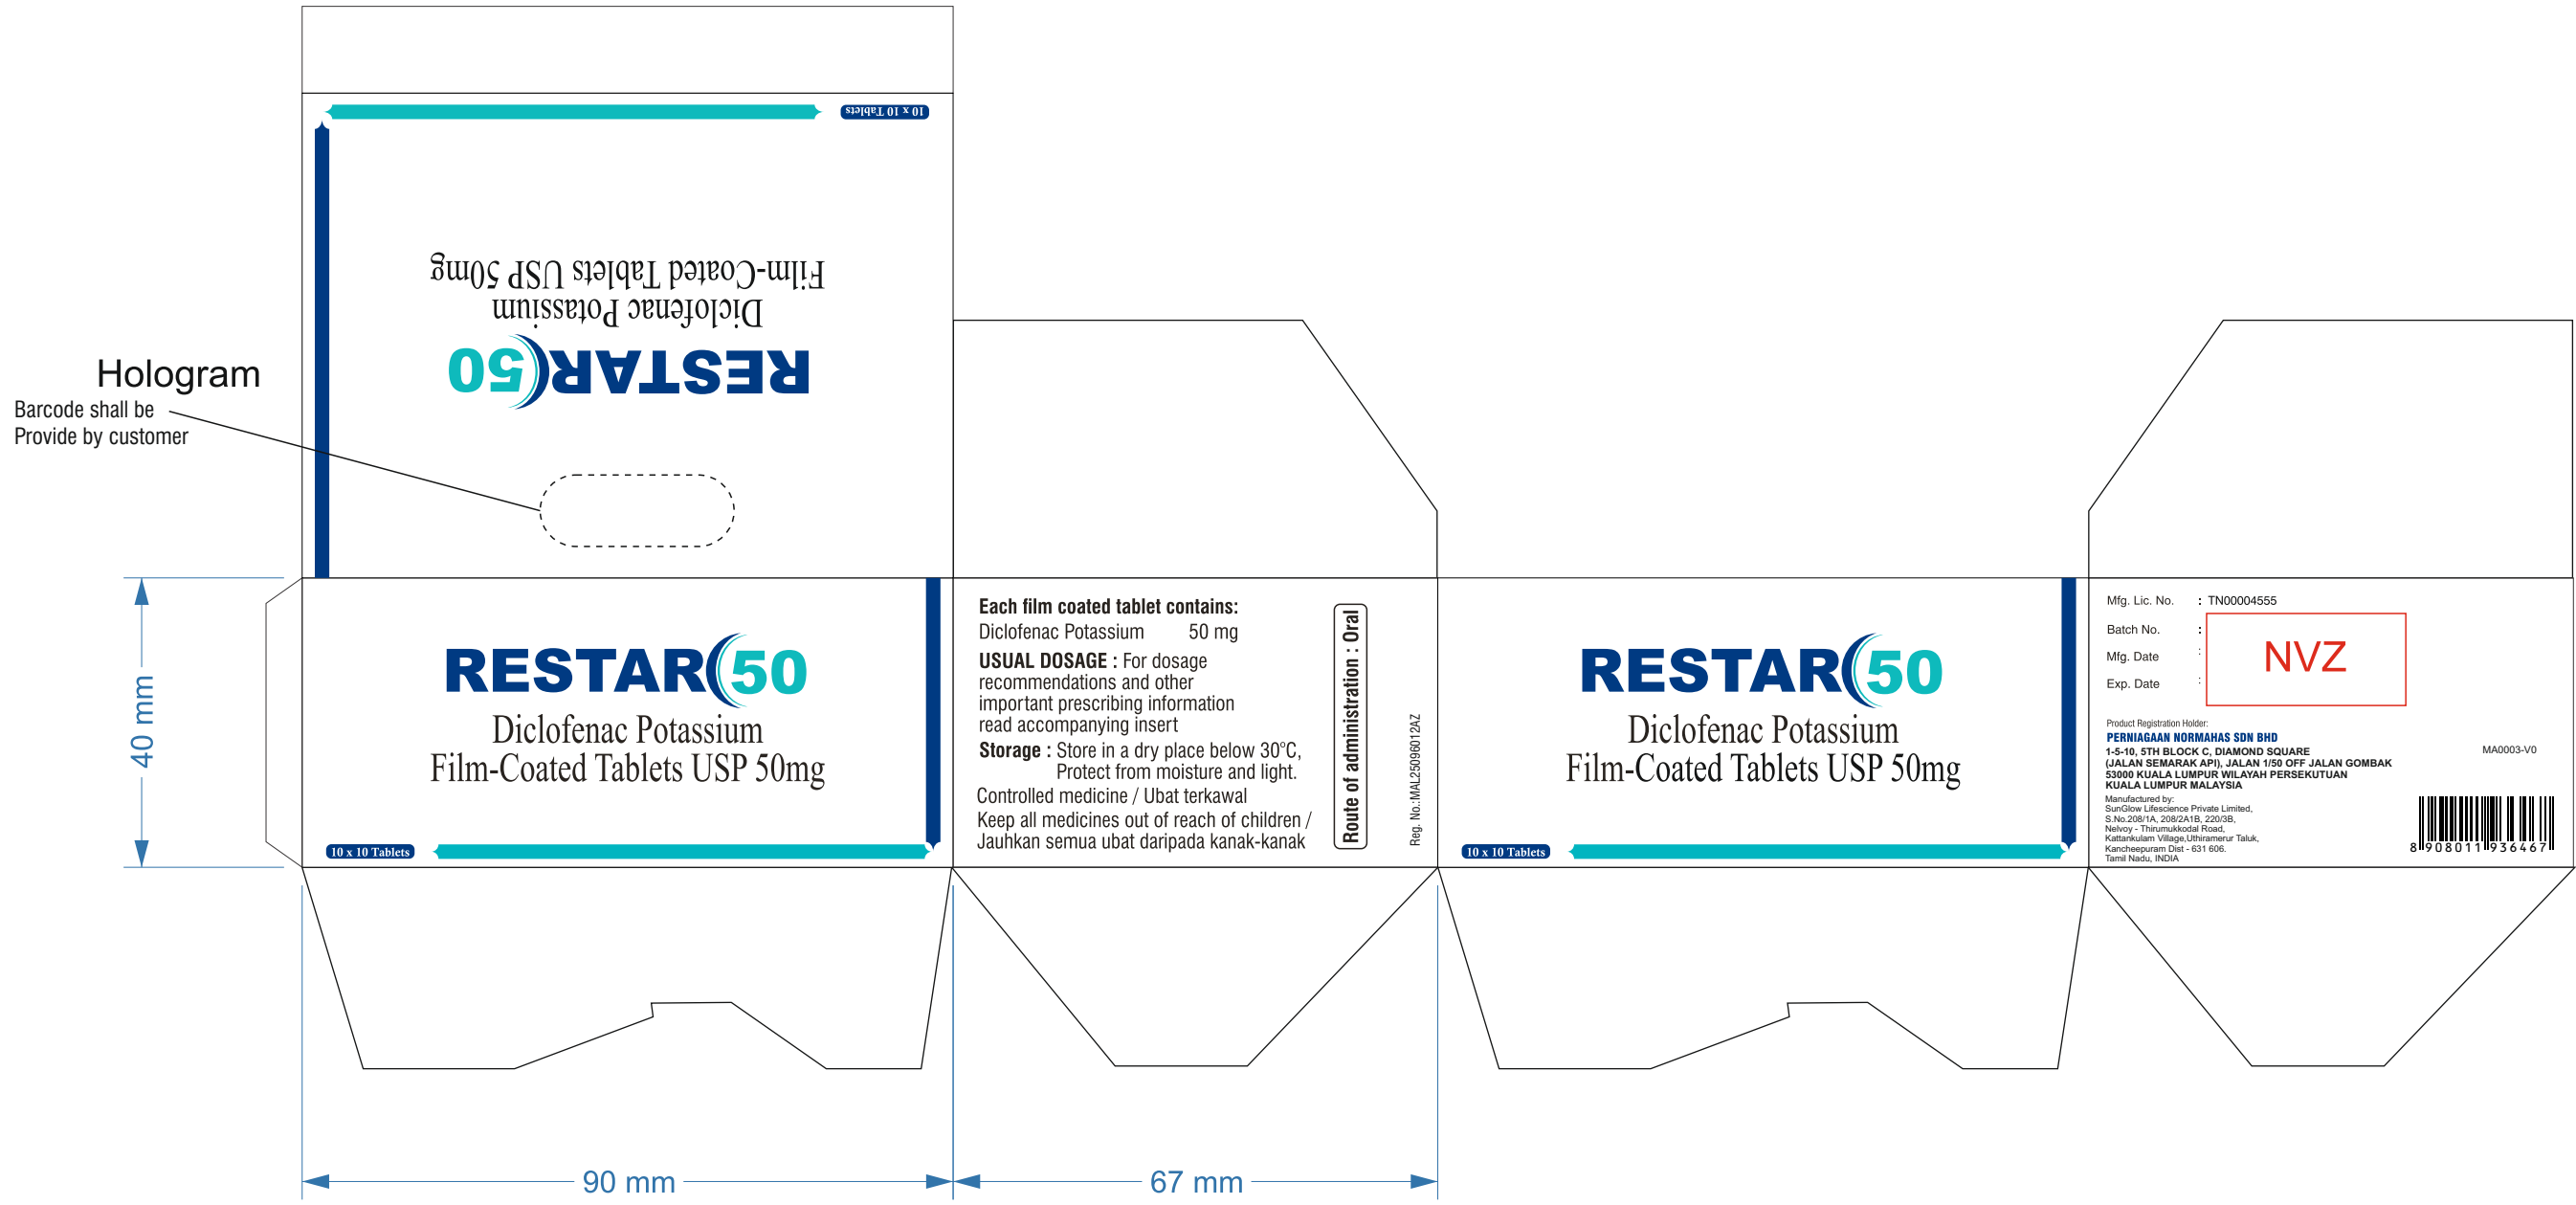 10 x 10 Tablets
Film-Coated Tablets USP 50mg
Diclofenac Potassium
RESTAR 50
Hologram
Barcode shall be
Provide by customer
40 mm
RESTAR 50
Diclofenac Potassium
Film-Coated Tablets USP 50mg
10 x 10 Tablets
Each film coated tablet contains:
Diclofenac Potassium 50 mg
USUAL DOSAGE : For dosage
recommendations and other
important prescribing information
read accompanying insert
Storage : Store in a dry place below 30°C,
Protect from moisture and light.
Controlled medicine / Ubat terkawal
Keep all medicines out of reach of children /
Jauhkan semua ubat daripada kanak-kanak
Route of administration : Oral
Reg. No.:MAL25096012AZ
RESTAR 50
Diclofenac Potassium
Film-Coated Tablets USP 50mg
10 x 10 Tablets
Mfg. Lic. No. : TN00004555
Batch No. :
Mfg. Date :
Exp. Date :
NVZ
Product Registration Holder:
PERNIAGAAN NORMAHAS SDN BHD
1-5-10, 5TH BLOCK C, DIAMOND SQUARE
(JALAN SEMARAK API), JALAN 1/50 OFF JALAN GOMBAK
53000 KUALA LUMPUR WILAYAH PERSEKUTUAN
KUALA LUMPUR MALAYSIA
MA0003-V0
Manufactured by:
SunGlow Lifescience Private Limited,
S.No.208/1A, 208/2A1B, 220/3B,
Nelvoy - Thirumukkodal Road,
Kattankulam Village,Uthiramerur Taluk,
Kancheepuram Dist - 631 606.
Tamil Nadu, INDIA
8 908011 936467
90 mm
67 mm